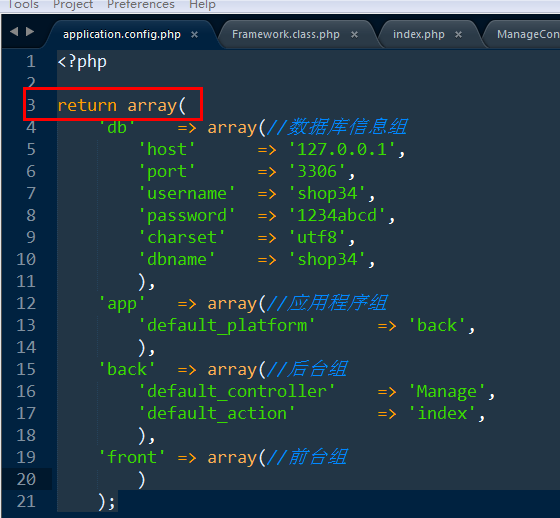 Tools Project Preferences Help
application.config.php × Framework.class.php × index.php × ManageCon
1 <?php
2
3 return array(
4 'db' => array(//数据库信息组
5 'host' => '127.0.0.1',
6 'port' => '3306',
7 'username' => 'shop34',
8 'password' => '1234abcd',
9 'charset' => 'utf8',
10 'dbname' => 'shop34',
11 ),
12 'app' => array(//应用程序组
13 'default_platform' => 'back',
14 ),
15 'back' => array(//后台组
16 'default_controller' => 'Manage',
17 'default_action' => 'index',
18 ),
19 'front' => array(//前台组
20 )
21 );